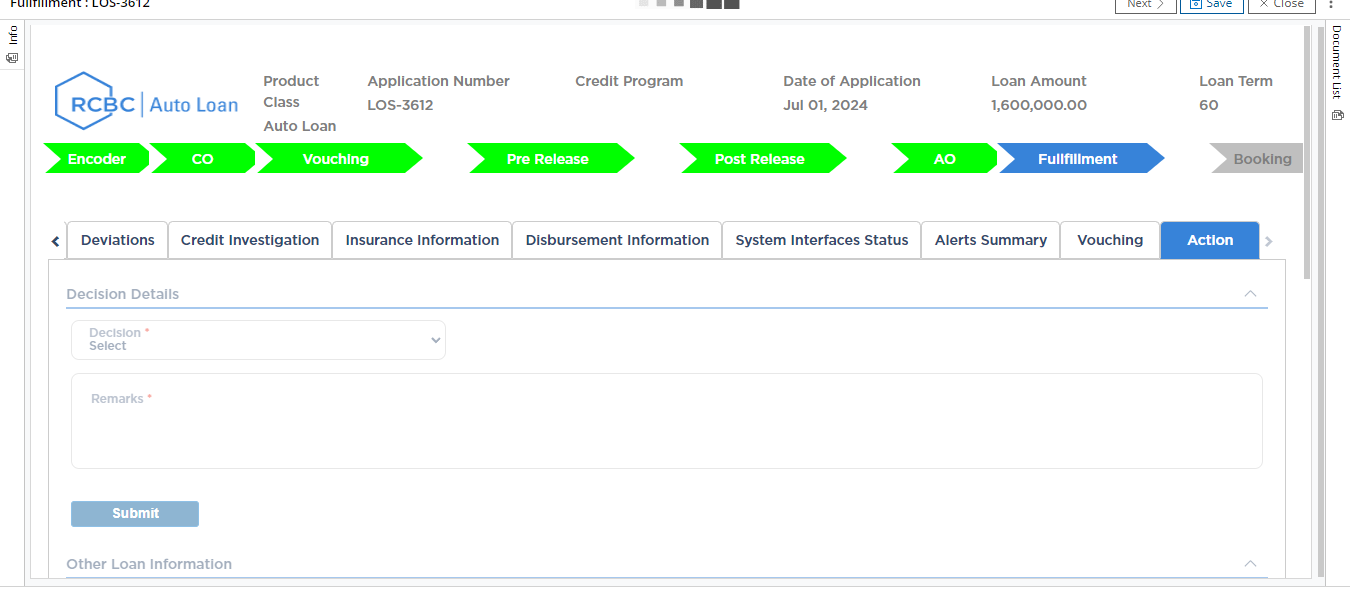 Fullfillment : LOS-3612
Next
Save
Close
Info
Document List
RCBC Auto Loan
Product Class
Auto Loan
Application Number
LOS-3612
Credit Program
Date of Application
Jul 01, 2024
Loan Amount
1,600,000.00
Loan Term
60
Encoder
CO
Vouching
Pre Release
Post Release
AO
Fullfillment
Booking
Deviations
Credit Investigation
Insurance Information
Disbursement Information
System Interfaces Status
Alerts Summary
Vouching
Action
Decision Details
Decision *
Select
Remarks *
Submit
Other Loan Information